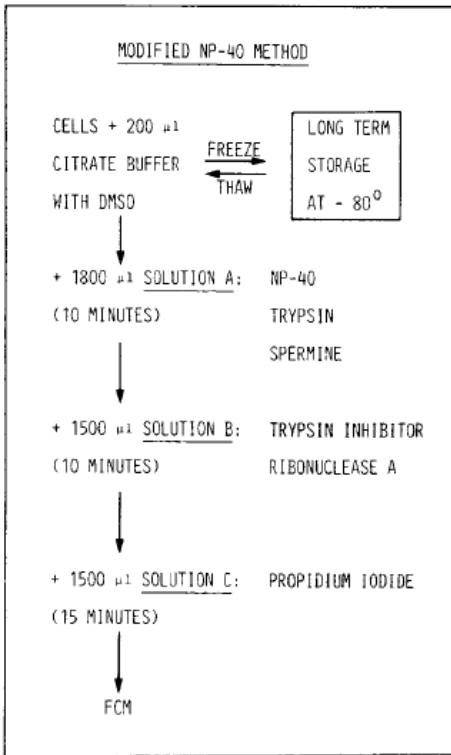 MODIFIED NP-40 METHOD
CELLS + 200 µl
CITRATE BUFFER
WITH DMSO
FREEZE
THAW
LONG TERM
STORAGE
AT - 80⁰
+ 1800 µl SOLUTION A: NP-40
(10 MINUTES) TRYPSIN
SPERMINE
+ 1500 µl SOLUTION B: TRYPSIN INHIBITOR
(10 MINUTES) RIBONUCLEASE A
+ 1500 µl SOLUTION C: PROPIDIUM IODIDE
(15 MINUTES)
FCM